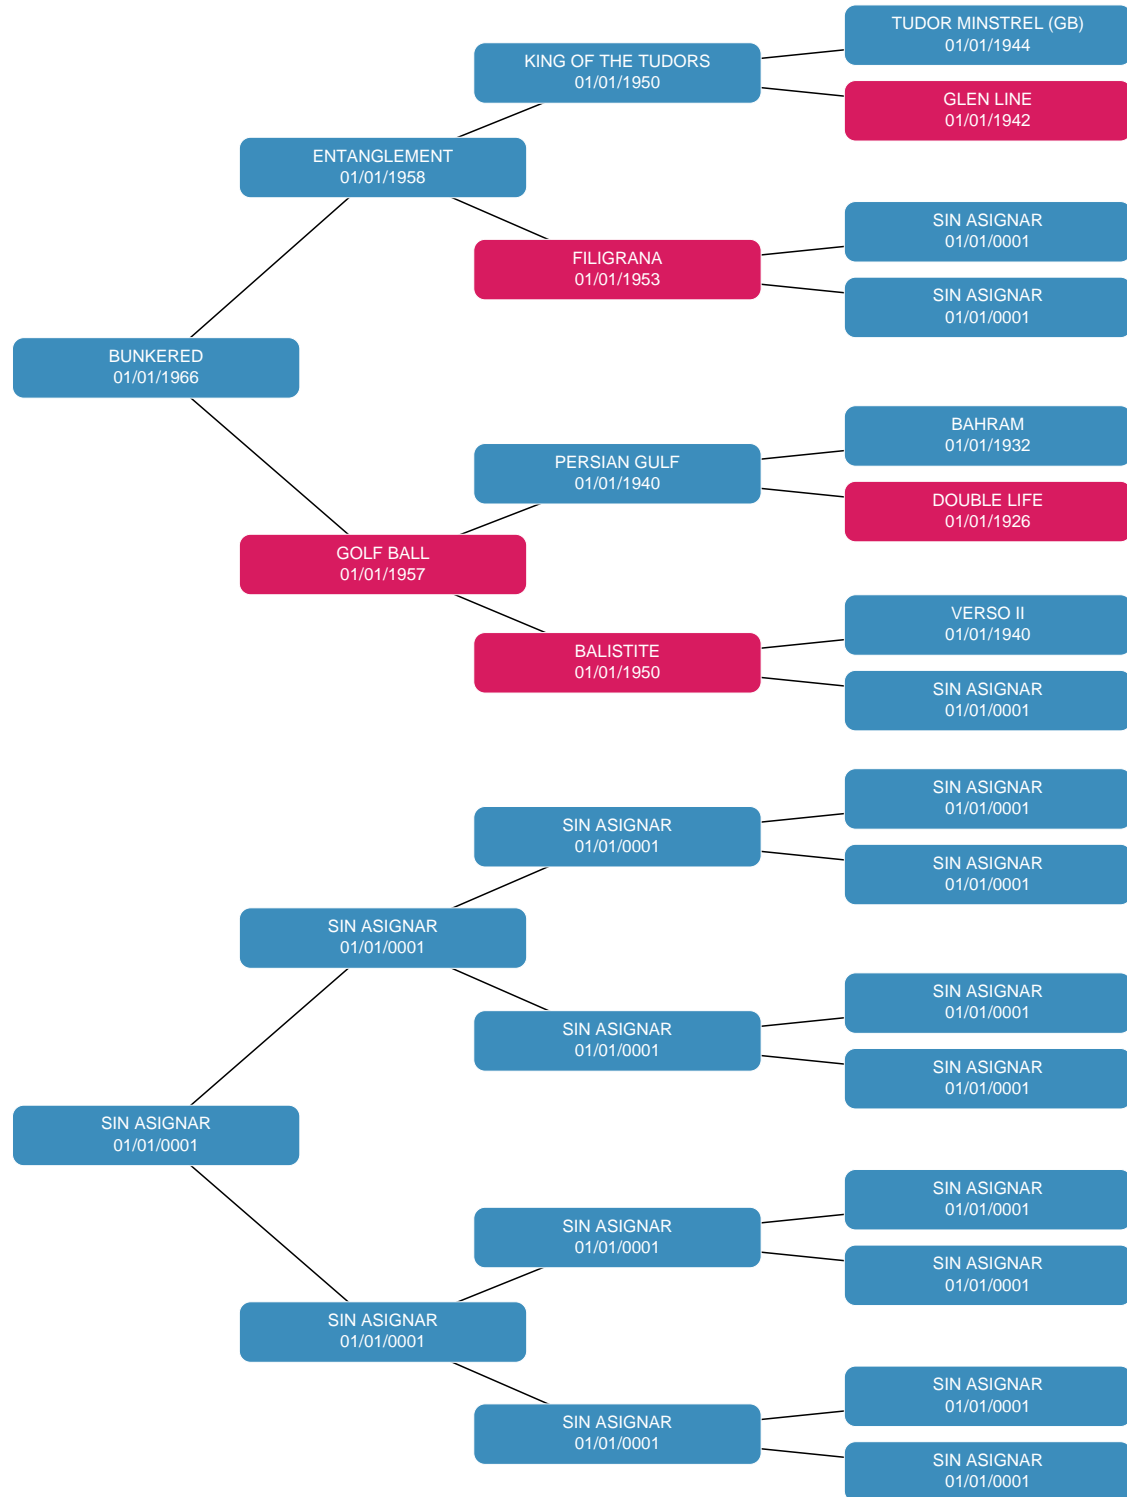 TUDOR MINSTREL (GB)
01/01/1944
KING OF THE TUDORS
01/01/1950
GLEN LINE
01/01/1942
ENTANGLEMENT
01/01/1958
SIN ASIGNAR
01/01/0001
FILIGRANA
01/01/1953
SIN ASIGNAR
01/01/0001
BUNKERED
01/01/1966
BAHRAM
01/01/1932
PERSIAN GULF
01/01/1940
DOUBLE LIFE
01/01/1926
GOLF BALL
01/01/1957
VERSO II
01/01/1940
BALISTITE
01/01/1950
SIN ASIGNAR
01/01/0001
SIN ASIGNAR
01/01/0001
SIN ASIGNAR
01/01/0001
SIN ASIGNAR
01/01/0001
SIN ASIGNAR
01/01/0001
SIN ASIGNAR
01/01/0001
SIN ASIGNAR
01/01/0001
SIN ASIGNAR
01/01/0001
SIN ASIGNAR
01/01/0001
SIN ASIGNAR
01/01/0001
SIN ASIGNAR
01/01/0001
SIN ASIGNAR
01/01/0001
SIN ASIGNAR
01/01/0001
SIN ASIGNAR
01/01/0001
SIN ASIGNAR
01/01/0001
SIN ASIGNAR
01/01/0001
SIN ASIGNAR
01/01/0001